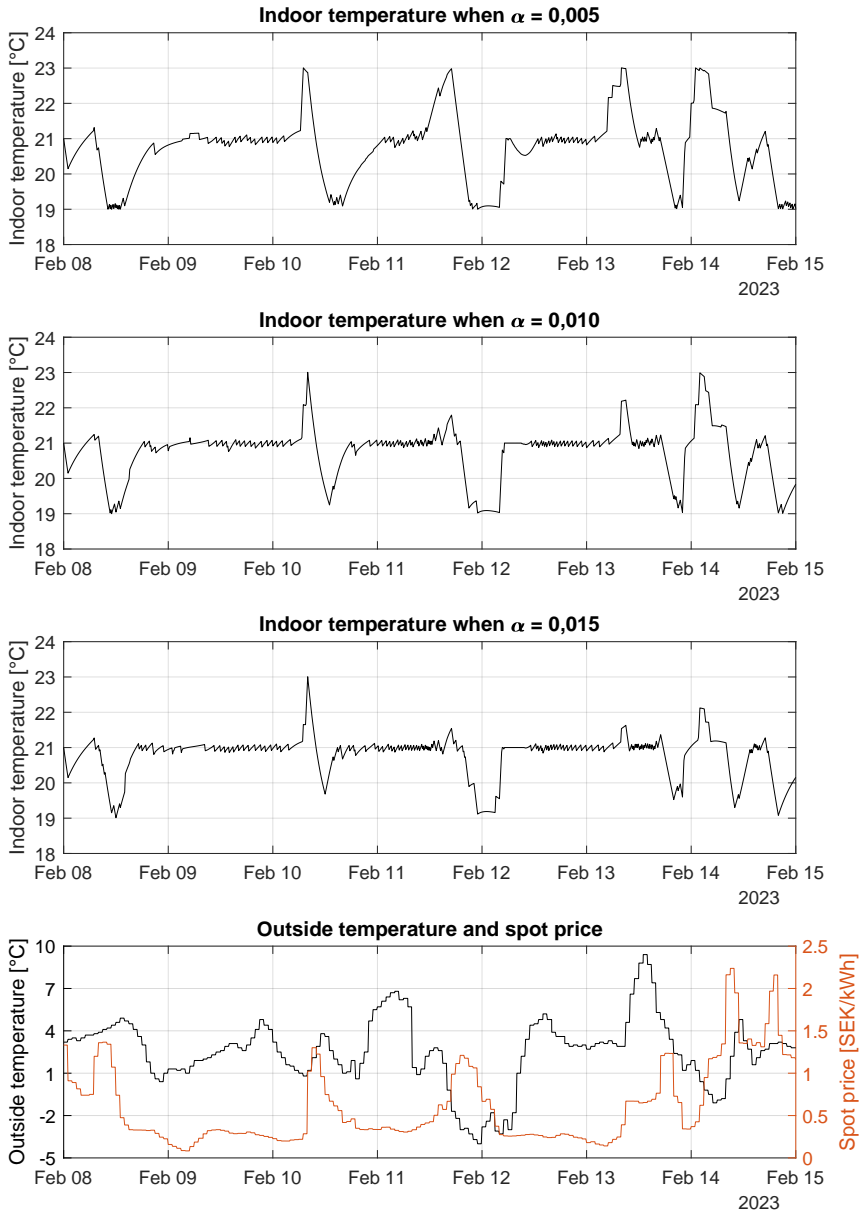 Indoor temperature when α = 0,005
Indoor temperature [°C]
24
23
22
21
20
19
18
Feb 08 Feb 09 Feb 10 Feb 11 Feb 12 Feb 13 Feb 14 Feb 15
2023
Indoor temperature when α = 0,010
Indoor temperature [°C]
24
23
22
21
20
19
18
Feb 08 Feb 09 Feb 10 Feb 11 Feb 12 Feb 13 Feb 14 Feb 15
2023
Indoor temperature when α = 0,015
Indoor temperature [°C]
24
23
22
21
20
19
18
Feb 08 Feb 09 Feb 10 Feb 11 Feb 12 Feb 13 Feb 14 Feb 15
2023
Outside temperature and spot price
Outside temperature [°C]
10
7
4
1
-2
-5
2.5
2
1.5
1
0.5
0
Spot price [SEK/kWh]
Feb 08 Feb 09 Feb 10 Feb 11 Feb 12 Feb 13 Feb 14 Feb 15
2023